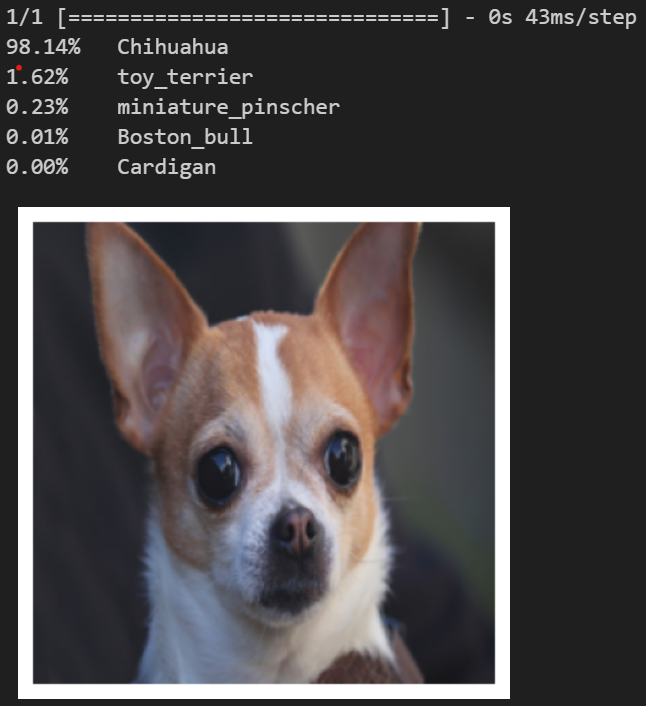 1/1 [==============================] - 0s 43ms/step
98.14% Chihuahua
1.62% toy_terrier
0.23% miniature_pinscher
0.01% Boston_bull
0.00% Cardigan